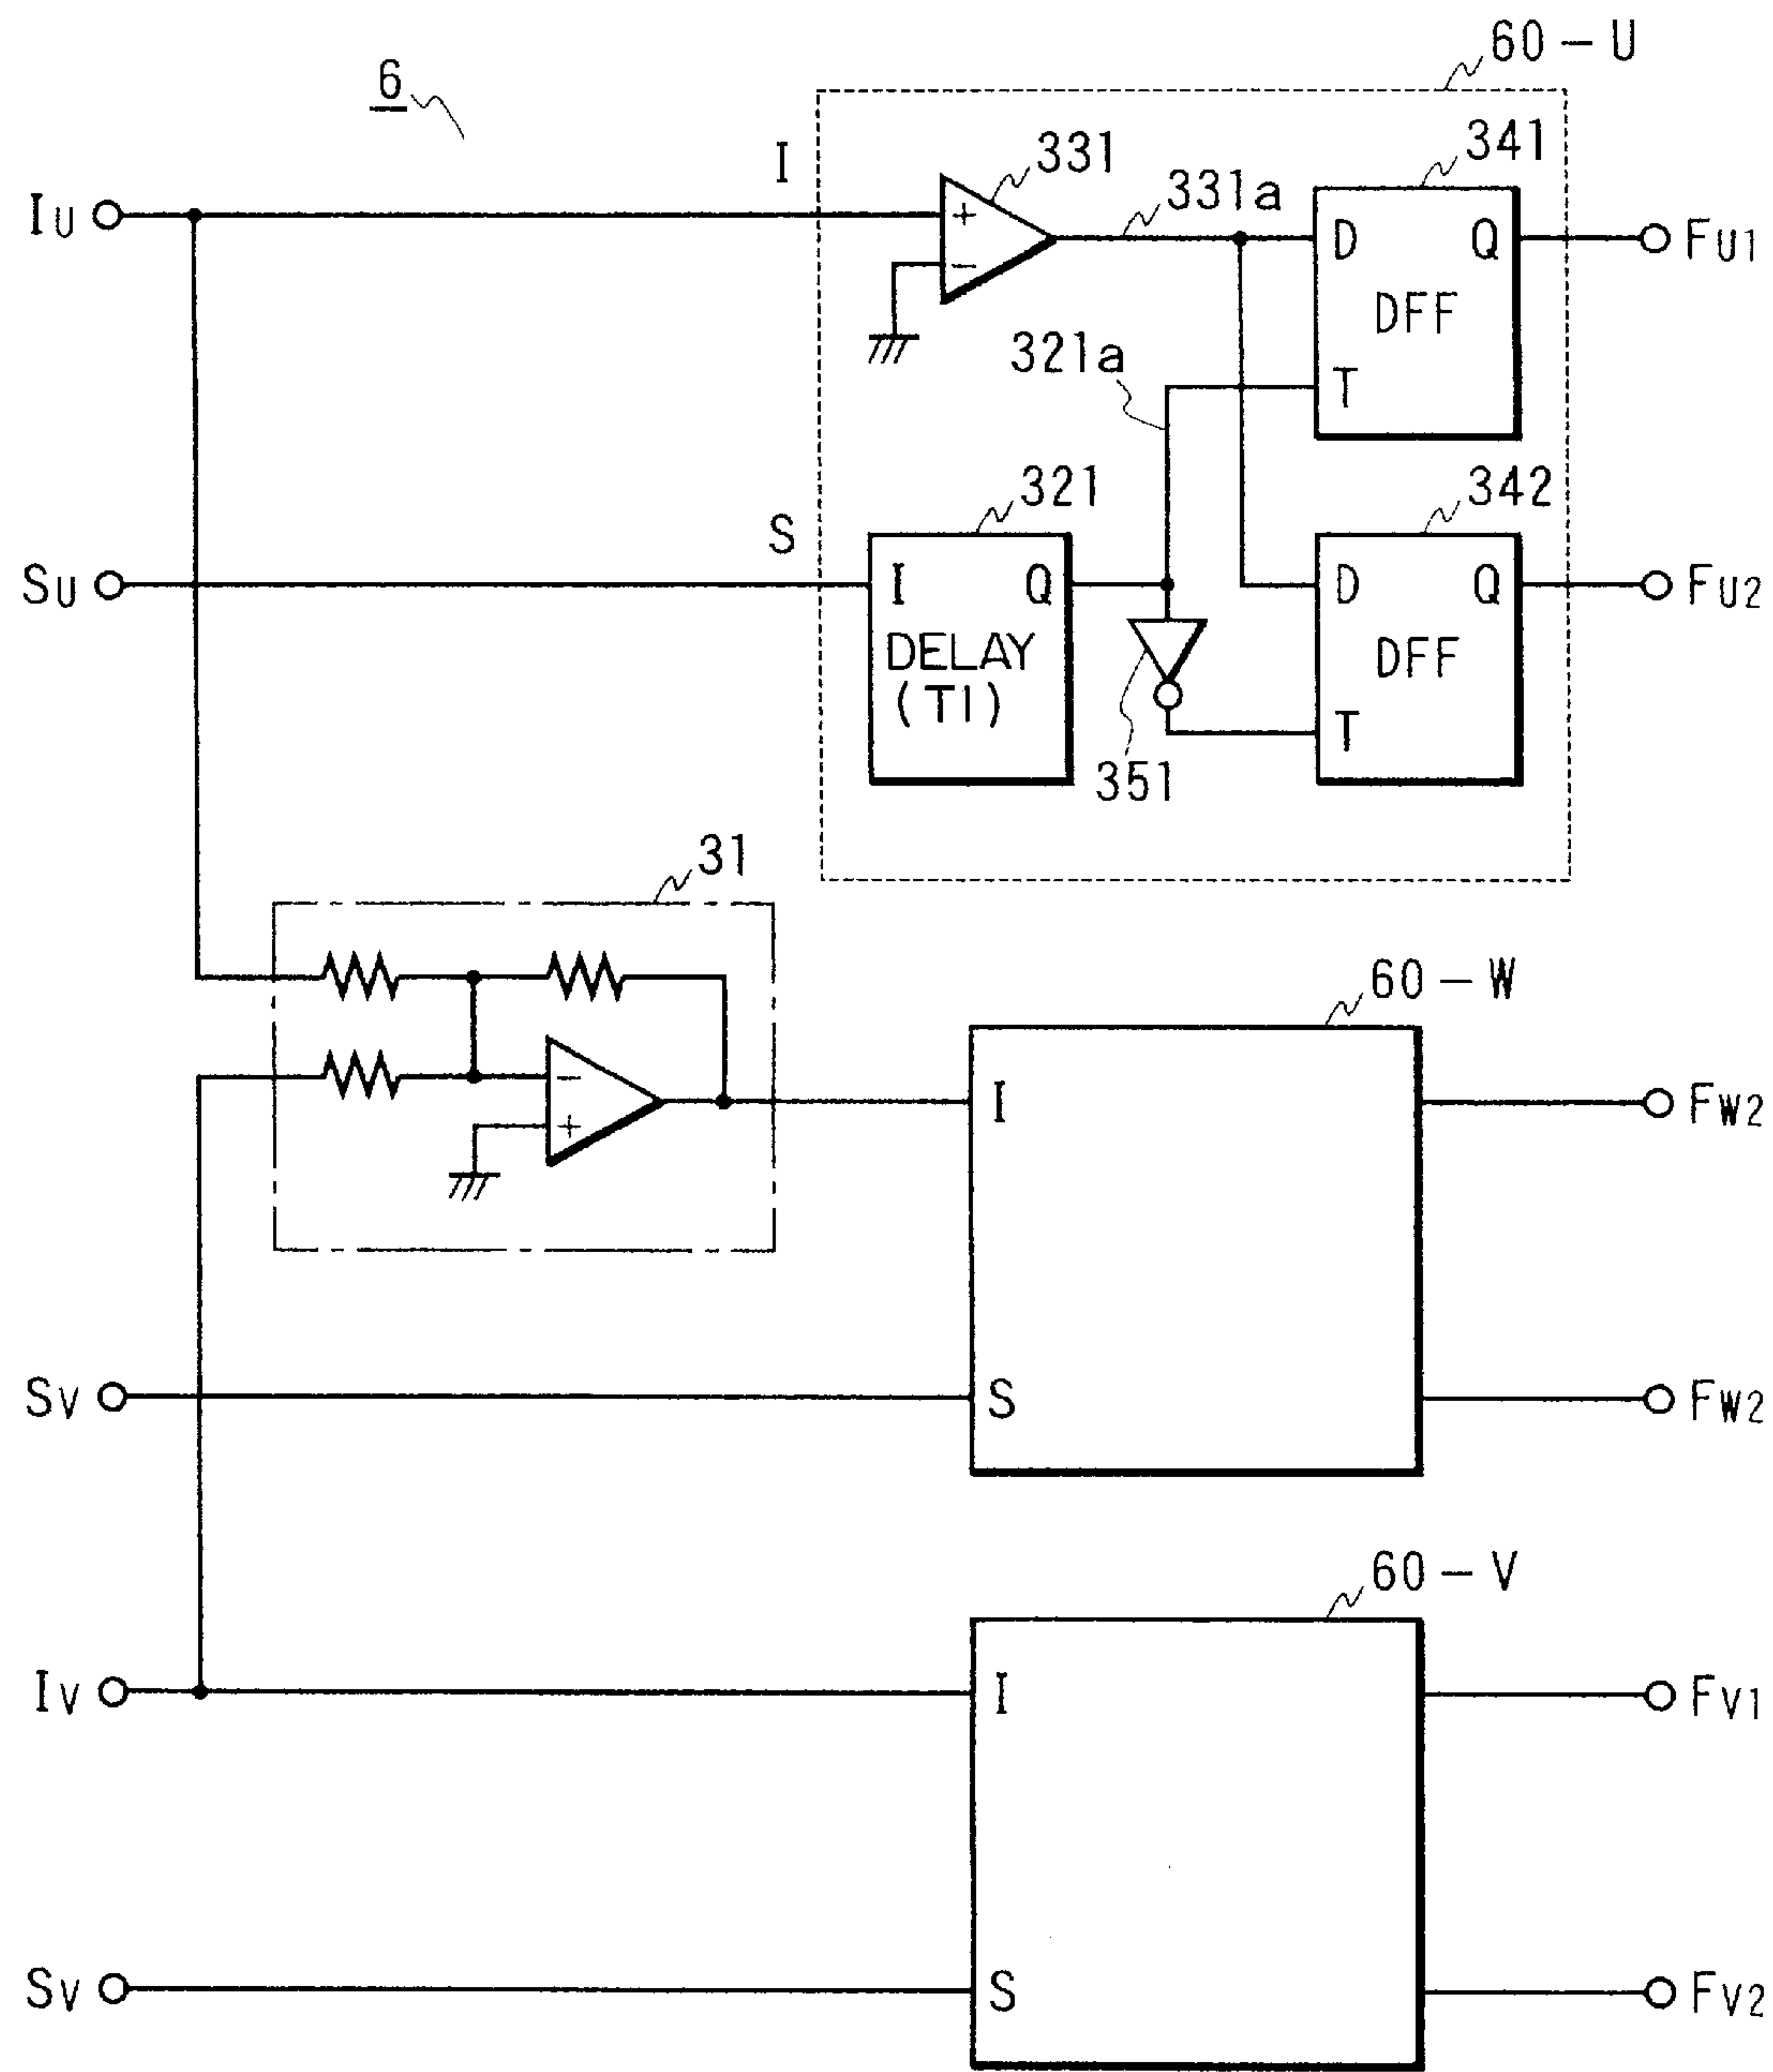 60-U
6
331
341
I
331a
IU
+
D
Q
FU1
-
DFF
321a
T
321
342
S
SU
I
Q
D
Q
FU2
DELAY
(T1)
DFF
T
351
31
60-W
-
I
FW2
+
SV
S
FW2
60-V
IV
I
FV1
SV
S
FV2